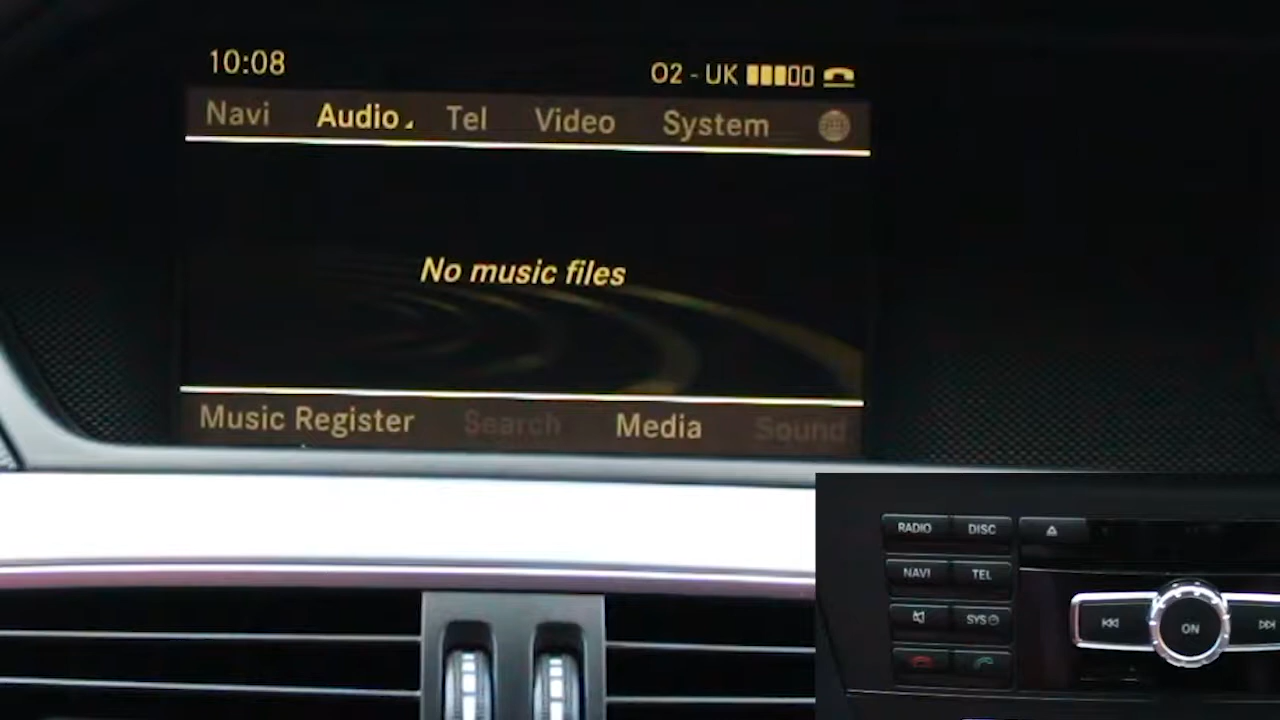 10:08
O2 - UK
Navi Audio Tel Video System
No music files
Music Register Search Media Sound
RADIO DISC
NAVI TEL
SYS
ON